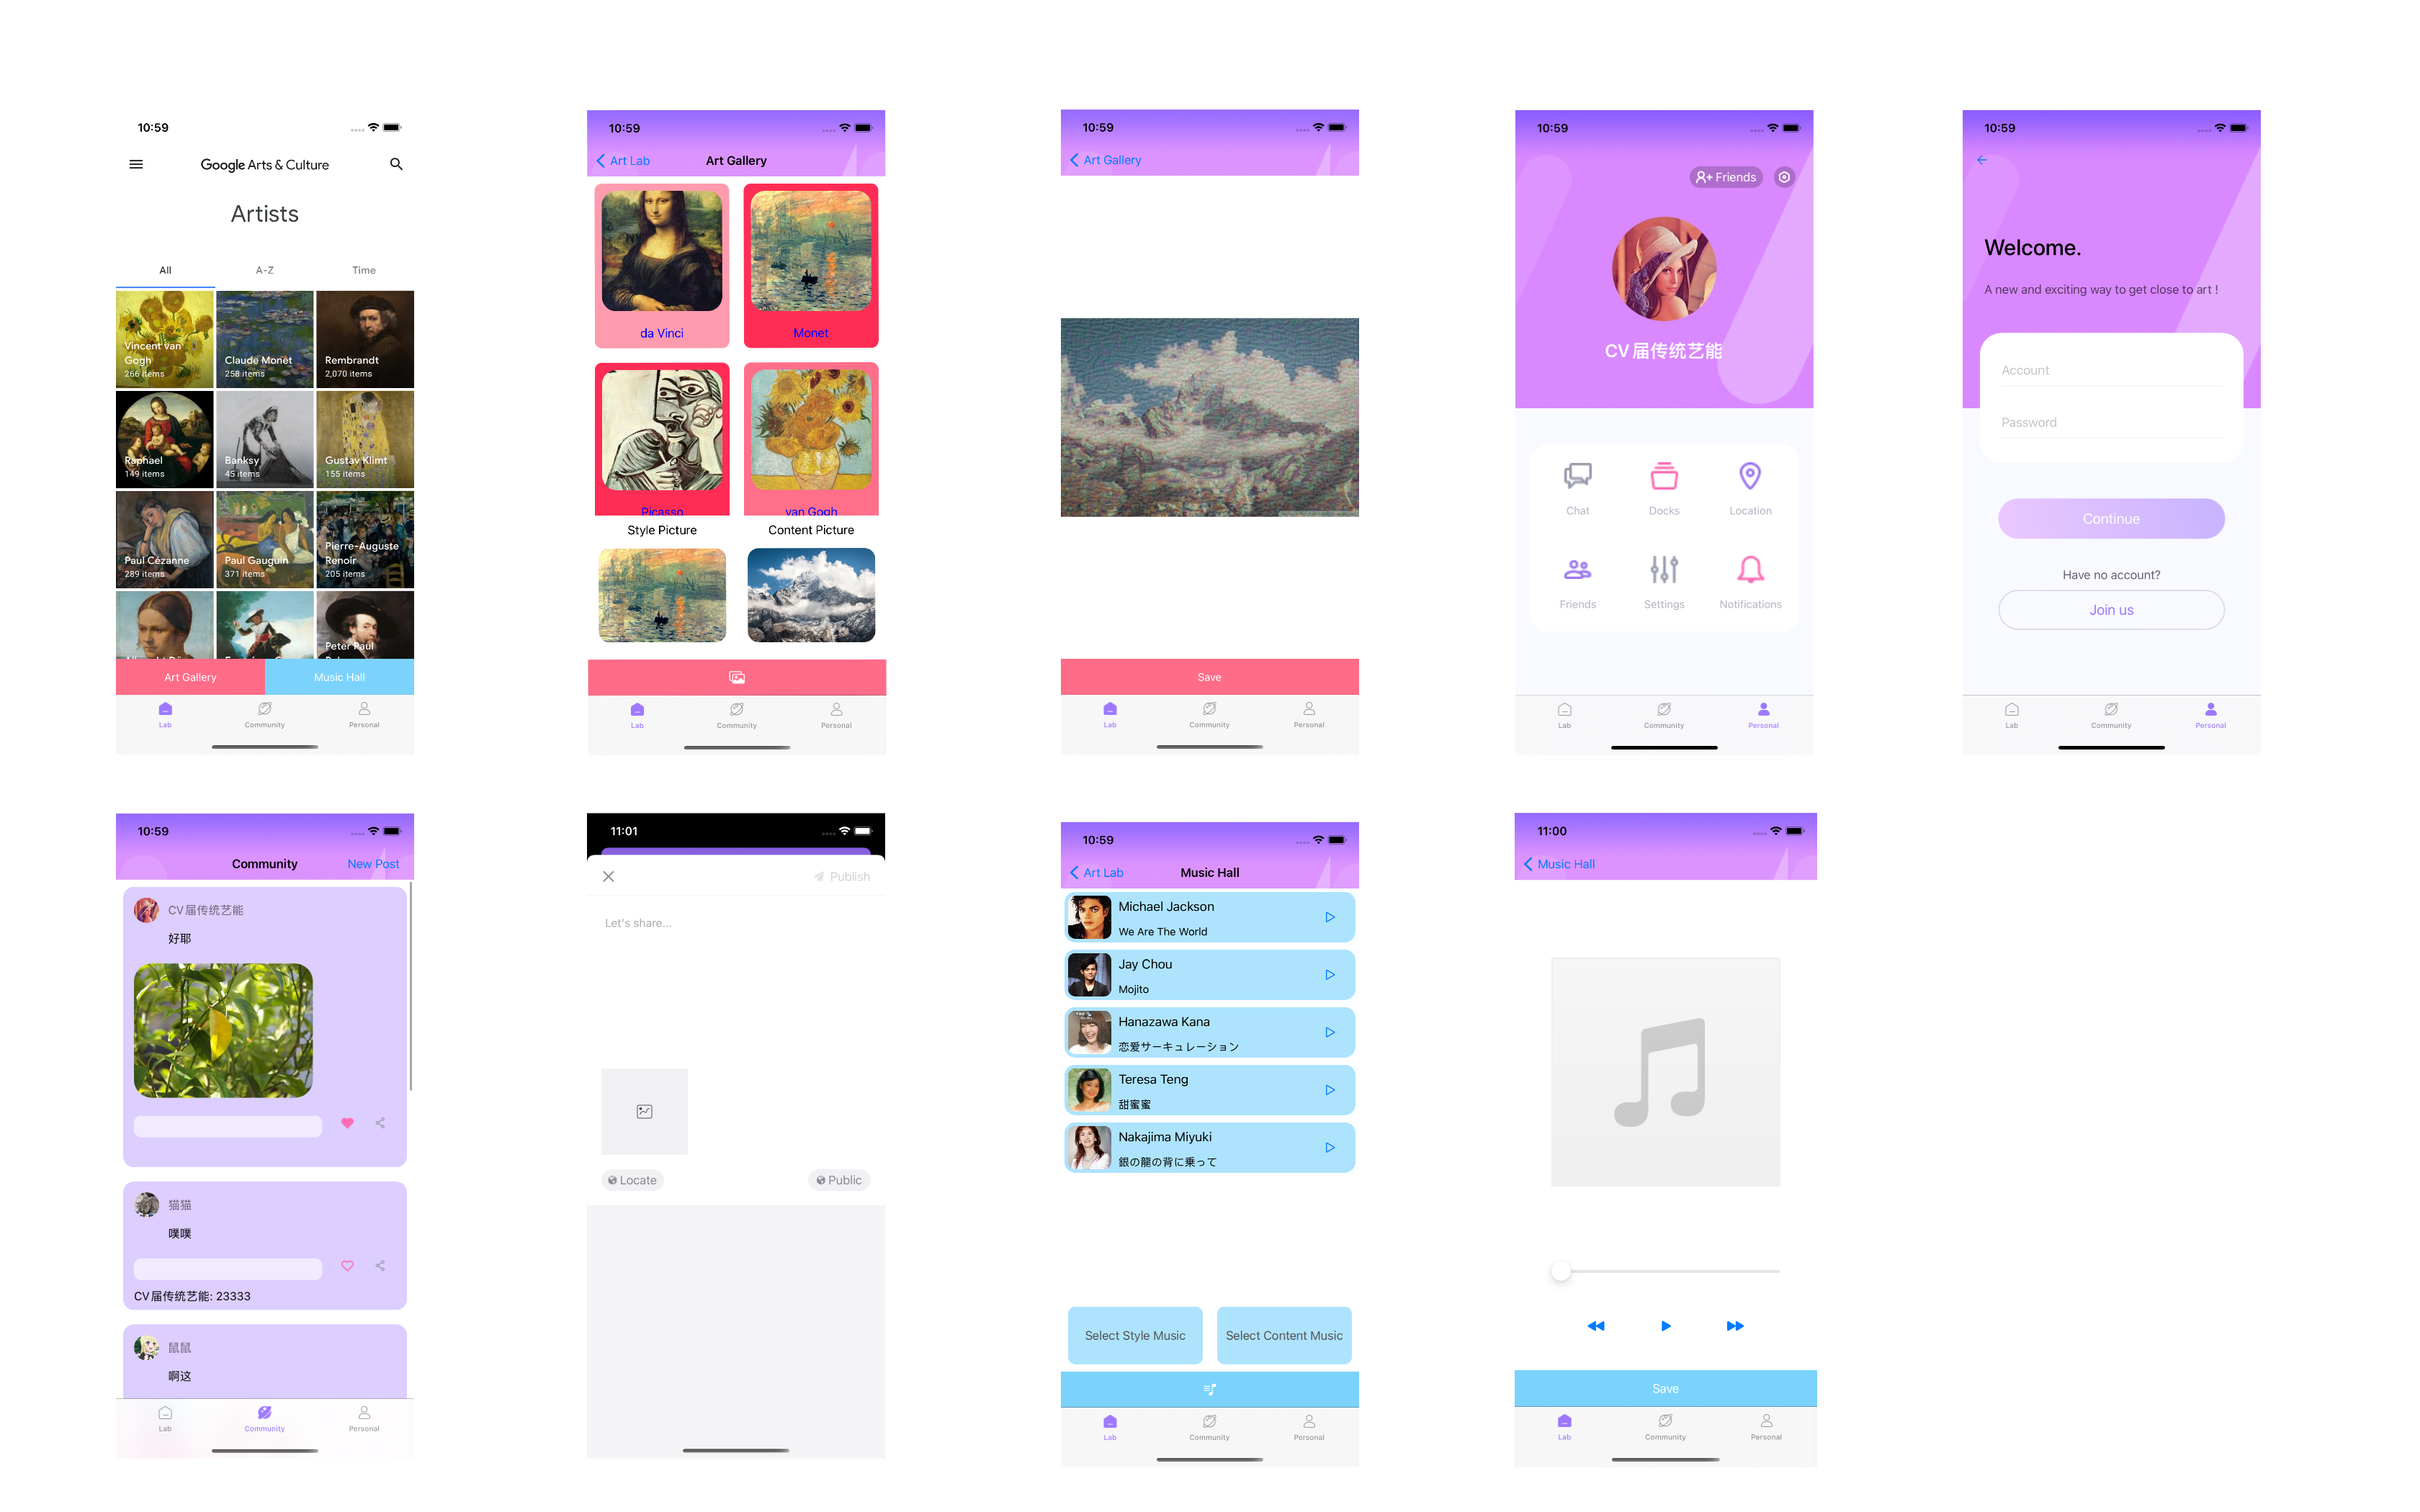 10:59
Google Arts & Culture
Artists
All
A-Z
Time
Vincent van
Gogh
266 items
Claude Monet
258 items
Rembrandt
2,070 items
Raphael
149 items
Banksy
45 items
Gustav Klimt
155 items
Paul Cézanne
289 items
Paul Gauguin
371 items
Pierre-Auguste
Renoir
205 items
Peter Paul
Art Gallery
Music Hall
Lab
Community
Personal
10:59
Art Lab
Art Gallery
da Vinci
Monet
Picasso
van Gogh
Style Picture
Content Picture
Lab
Community
Personal
10:59
Art Gallery
Save
Lab
Community
Personal
10:59
Friends
CV届传统艺能
Chat
Docks
Location
Friends
Settings
Notifications
Lab
Community
Personal
10:59
Welcome.
A new and exciting way to get close to art !
Account
Password
Continue
Have no account?
Join us
Lab
Community
Personal
10:59
Community
New Post
CV届传统艺能
好耶
猫猫
噗噗
CV届传统艺能: 23333
鼠鼠
啊这
Lab
Community
Personal
11:01
Publish
Let's share...
Locate
Public
10:59
Art Lab
Music Hall
Michael Jackson
We Are The World
Jay Chou
Mojito
Hanazawa Kana
恋爱サーキュレーション
Teresa Teng
甜蜜蜜
Nakajima Miyuki
銀の龍の背に乗って
Select Style Music
Select Content Music
Lab
Community
Personal
11:00
Music Hall
Save
Lab
Community
Personal